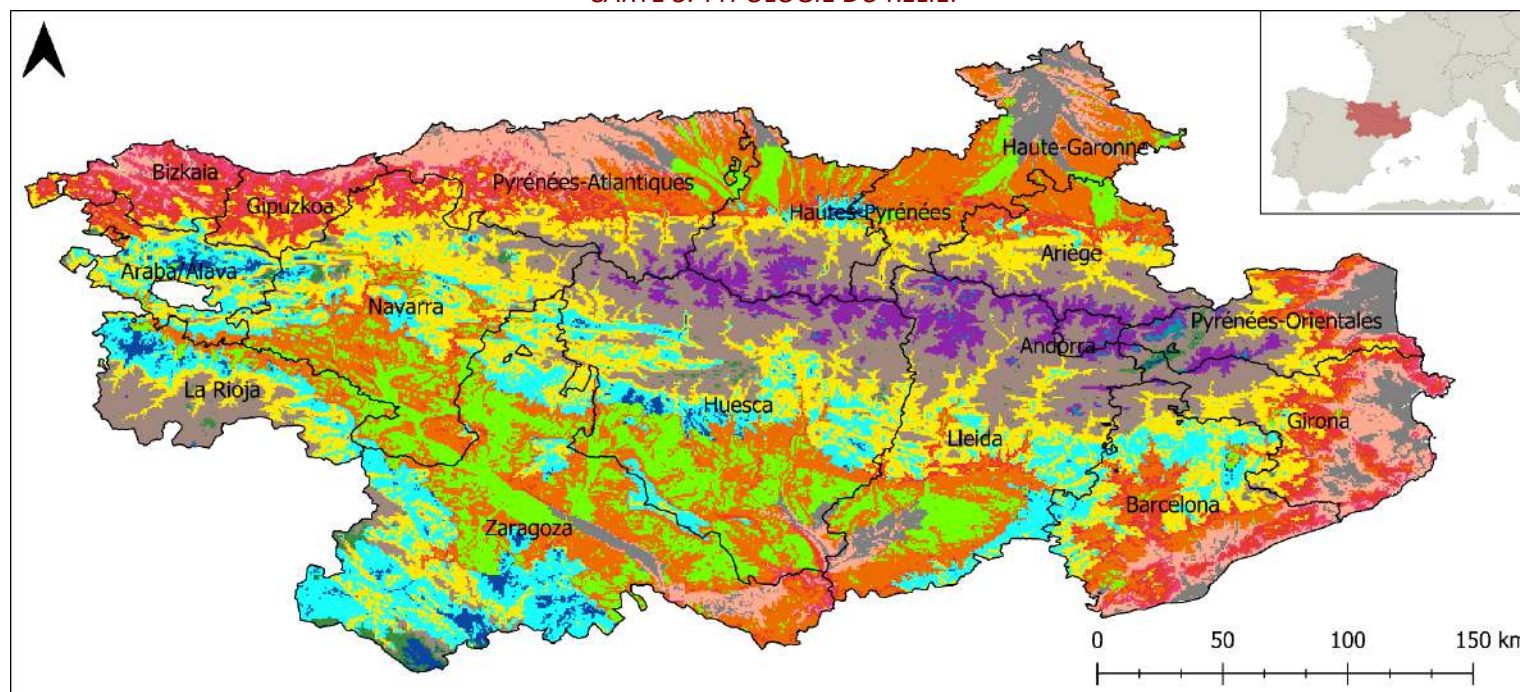 Haute-Garonne
Bizkaia
Pyrénées-Atlantiques
Gipuzkoa
Hautes-Pyrénées
Ariège
Araba/Álava
Navarra
Pyrénées-Orientales
Andorra
La Rioja
Huesca
Girona
Lleida
Barcelona
Zaragoza
0 50 100 150 km